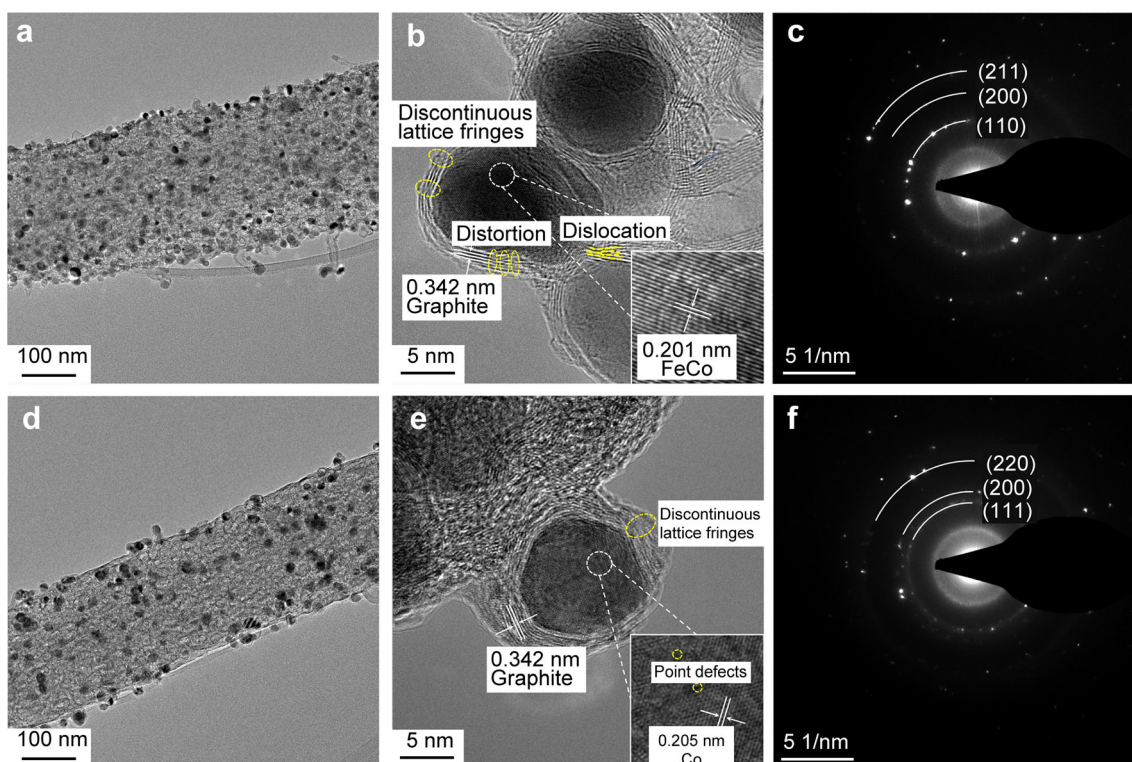 a
100 nm
b
Discontinuous
lattice fringes
Distortion
Dislocation
0.342 nm
Graphite
0.201 nm
FeCo
5 nm
c
(211)
(200)
(110)
5 1/nm
d
100 nm
e
Discontinuous
lattice fringes
0.342 nm
Graphite
Point defects
0.205 nm
Co
5 nm
f
(220)
(200)
(111)
5 1/nm